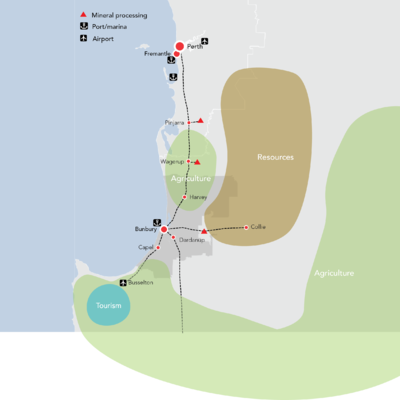 Mineral processing
Port/marina
Airport
Perth
Fremantle
Pinjarra
Resources
Wagerup
Agriculture
Harvey
Bunbury
Collie
Dardanup
Capel
Agriculture
Busselton
Tourism